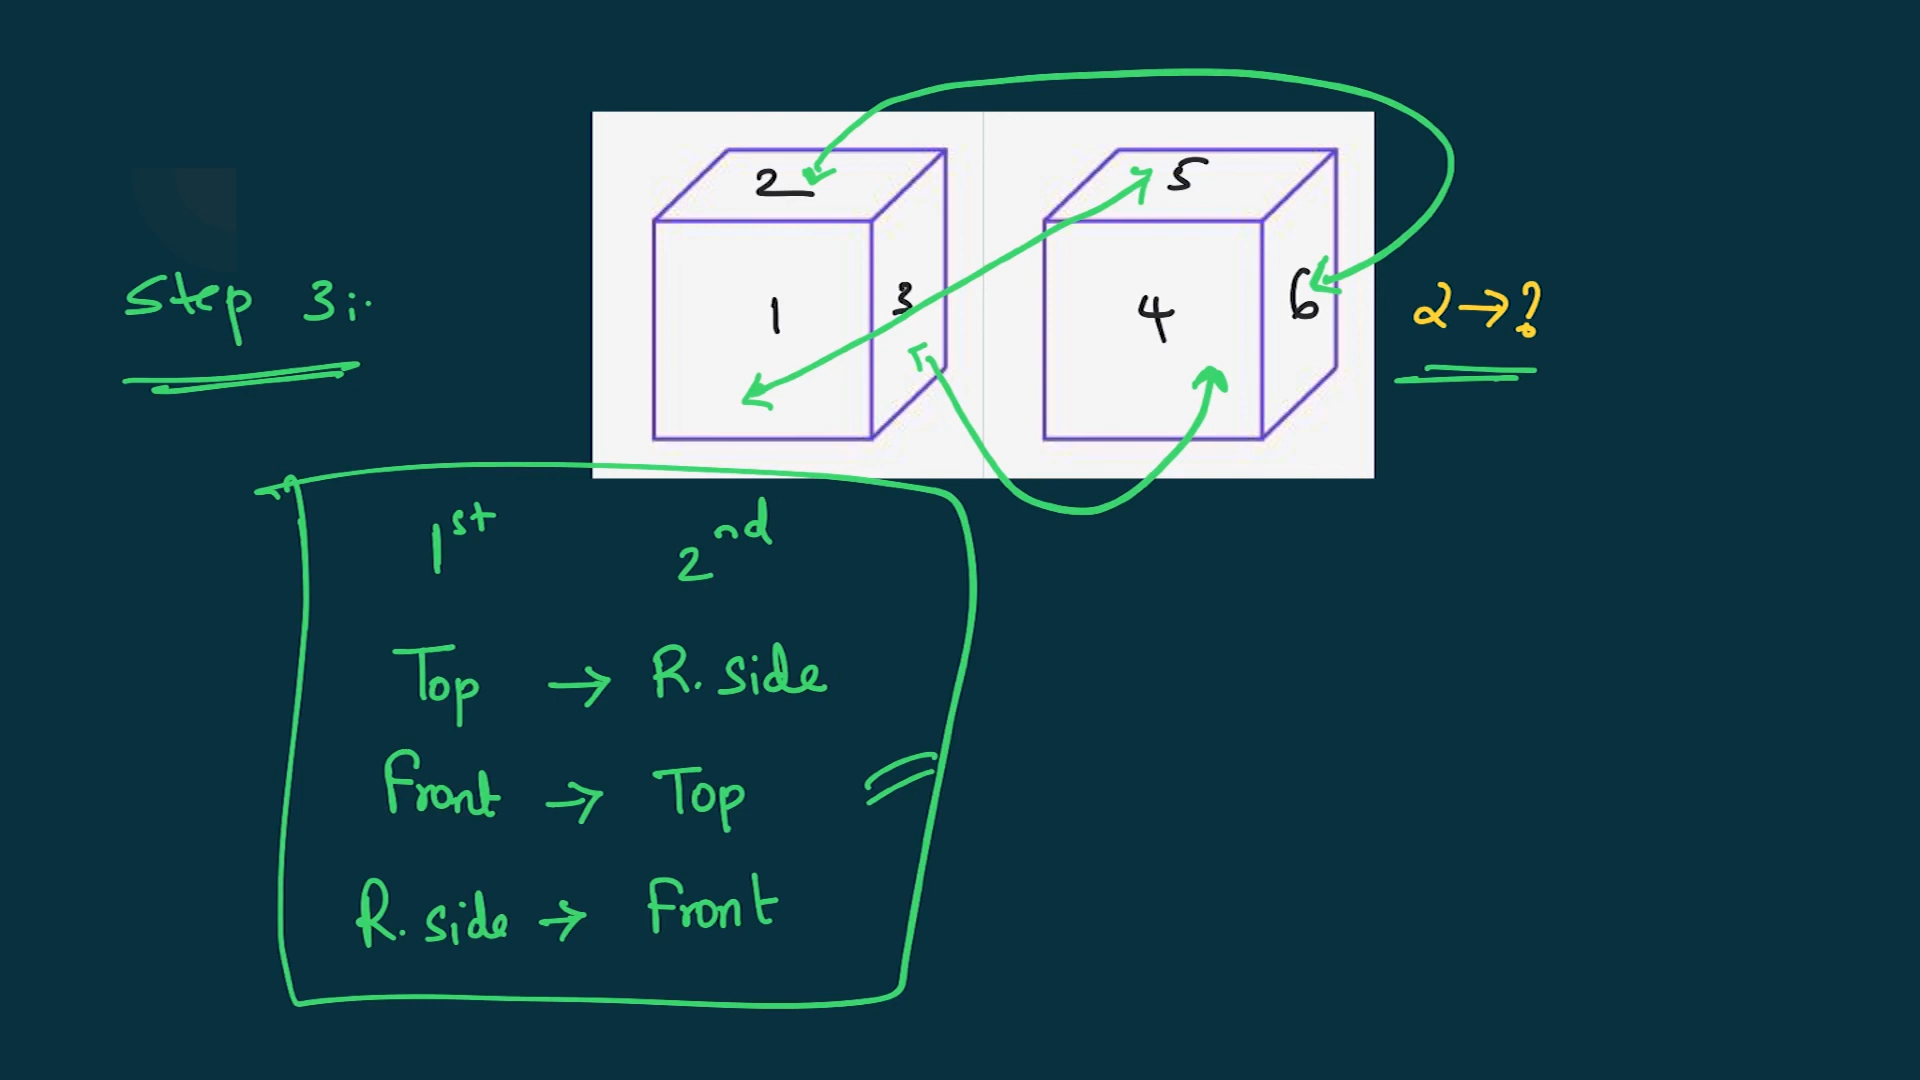 2
5
Step 3:-
1
3
4
6
2→?
1st 2nd
Top → R. side
Front → Top
R. side → Front